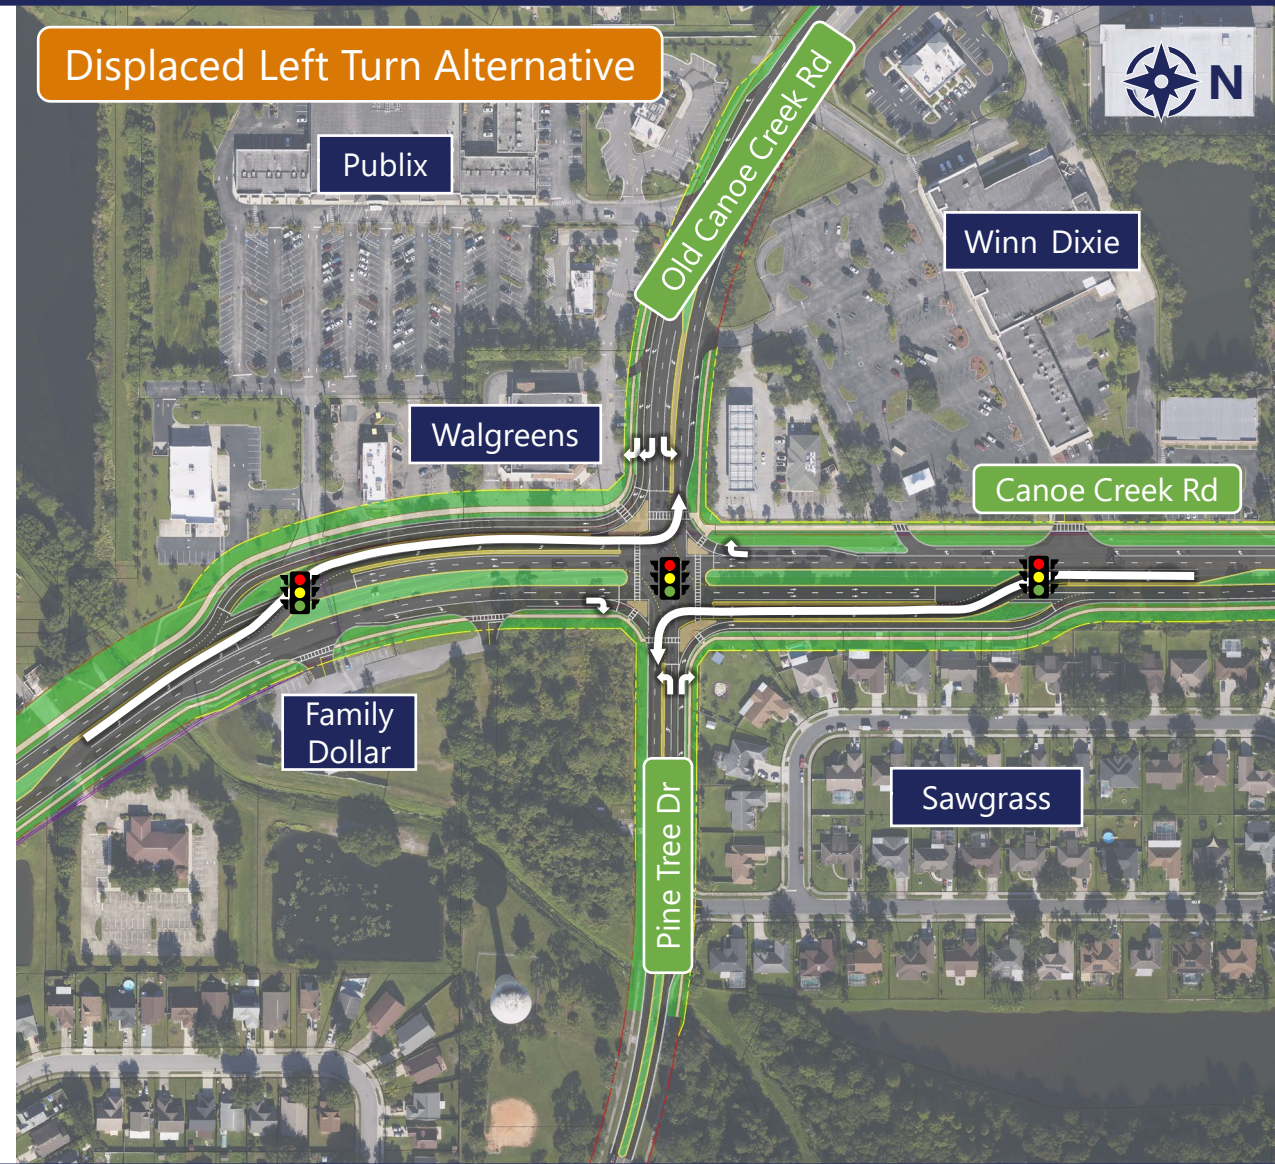 Displaced Left Turn Alternative
N
Publix
Old Canoe Creek Rd
Winn Dixie
Walgreens
Canoe Creek Rd
Family
Dollar
Pine Tree Dr
Sawgrass